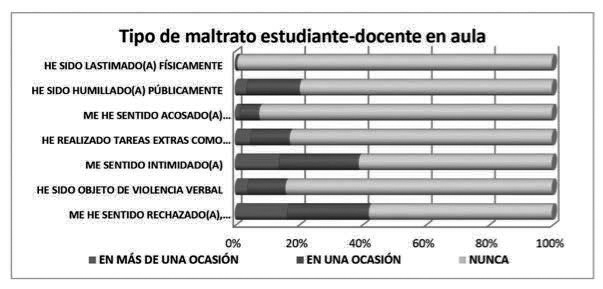 Tipo de maltrato estudiante-docente en aula
HE SIDO LASTIMADO(A) FÍSICAMENTE
HE SIDO HUMILLADO(A) PÚBLICAMENTE
ME HE SENTIDO ACOSADO(A)...
HE REALIZADO TAREAS EXTRAS COMO...
ME SENTIDO INTIMIDADO(A)
HE SIDO OBJETO DE VIOLENCIA VERBAL
ME HE SENTIDO RECHAZADO(A),...
0% 20% 40% 60% 80% 100%
EN MÁS DE UNA OCASIÓN EN UNA OCASIÓN NUNCA